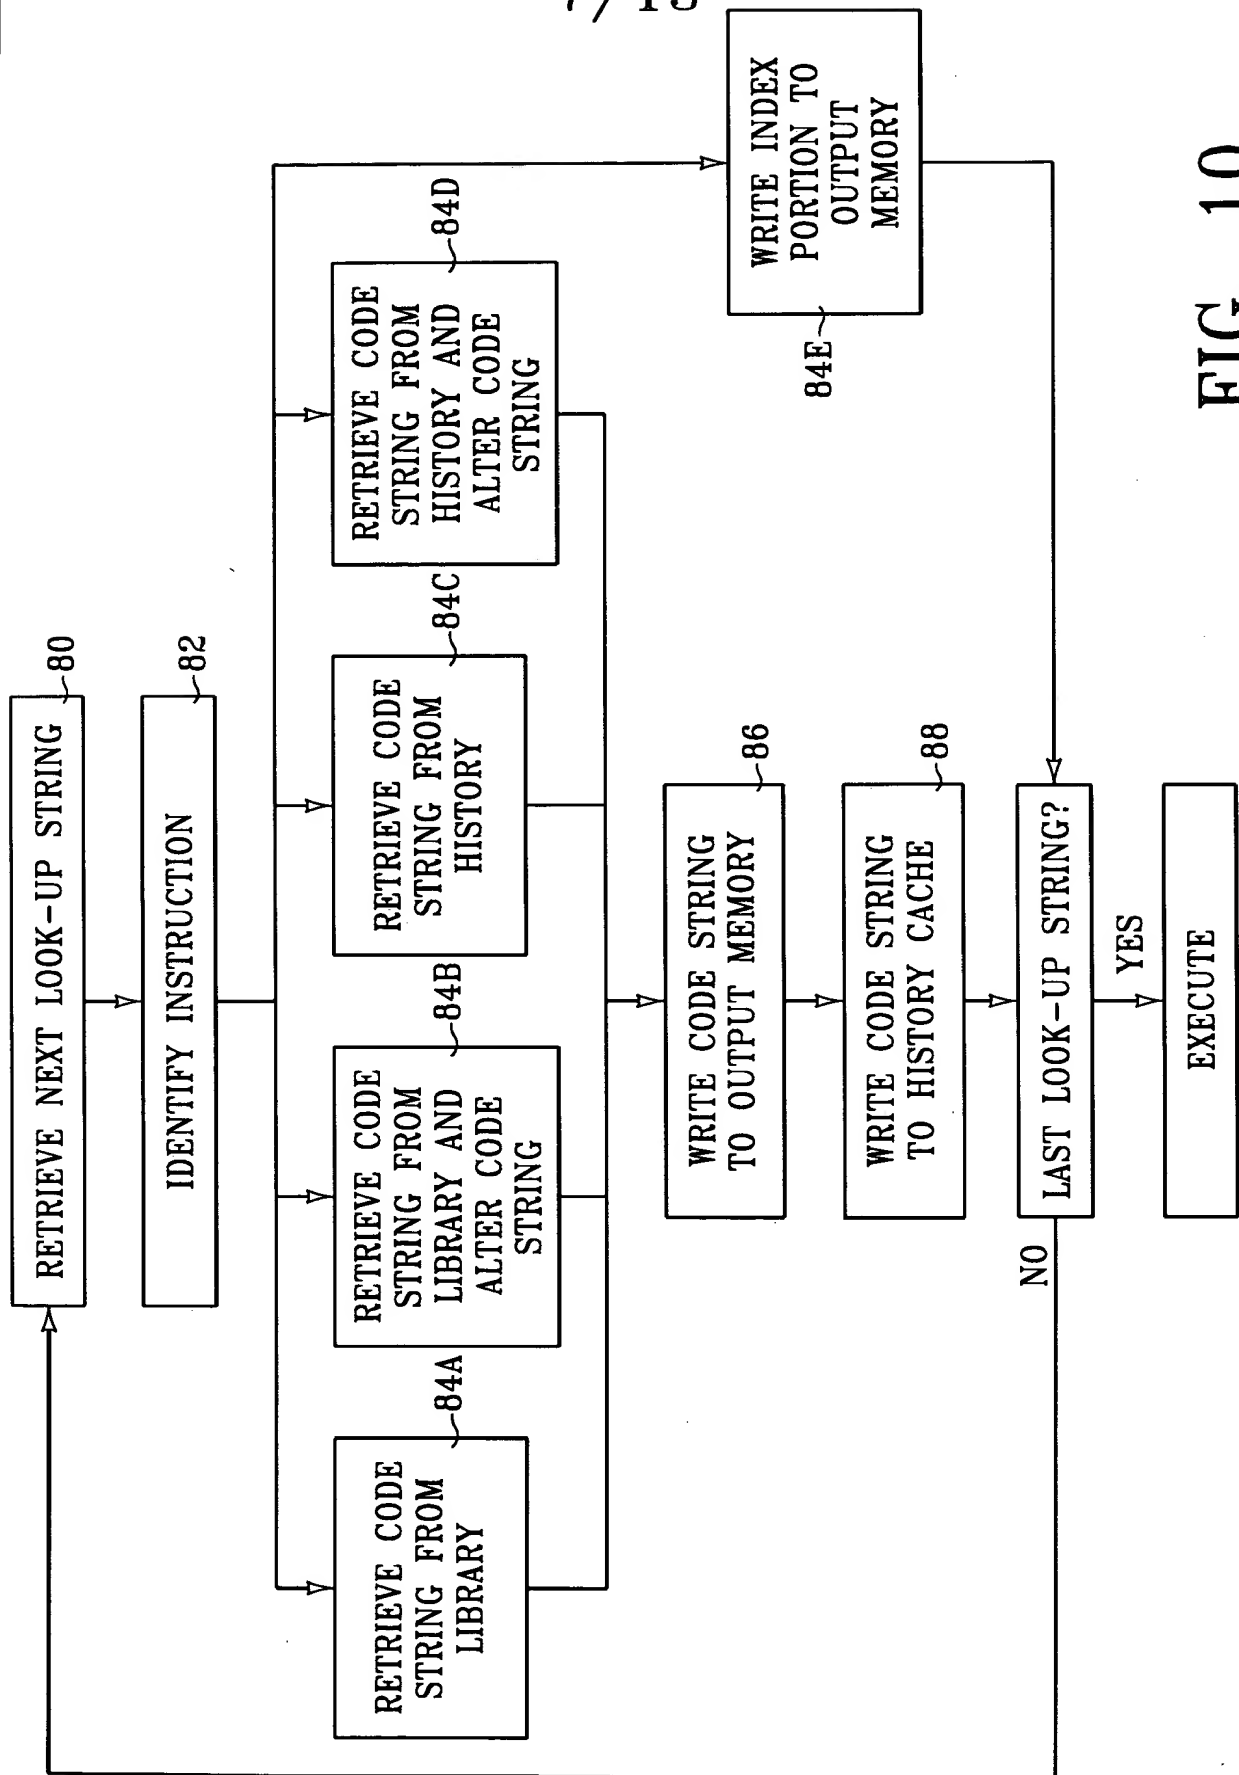 RETRIEVE NEXT LOOK-UP STRING
80
IDENTIFY INSTRUCTION
82
RETRIEVE CODE
STRING FROM
LIBRARY
84A
RETRIEVE CODE
STRING FROM
LIBRARY AND
ALTER CODE
STRING
84B
RETRIEVE CODE
STRING FROM
HISTORY
84C
RETRIEVE CODE
STRING FROM
HISTORY AND
ALTER CODE
STRING
84D
WRITE INDEX
PORTION TO
OUTPUT
MEMORY
84E
WRITE CODE STRING
TO OUTPUT MEMORY
86
WRITE CODE STRING
TO HISTORY CACHE
88
LAST LOOK-UP STRING?
NO
YES
EXECUTE
FIG. 10